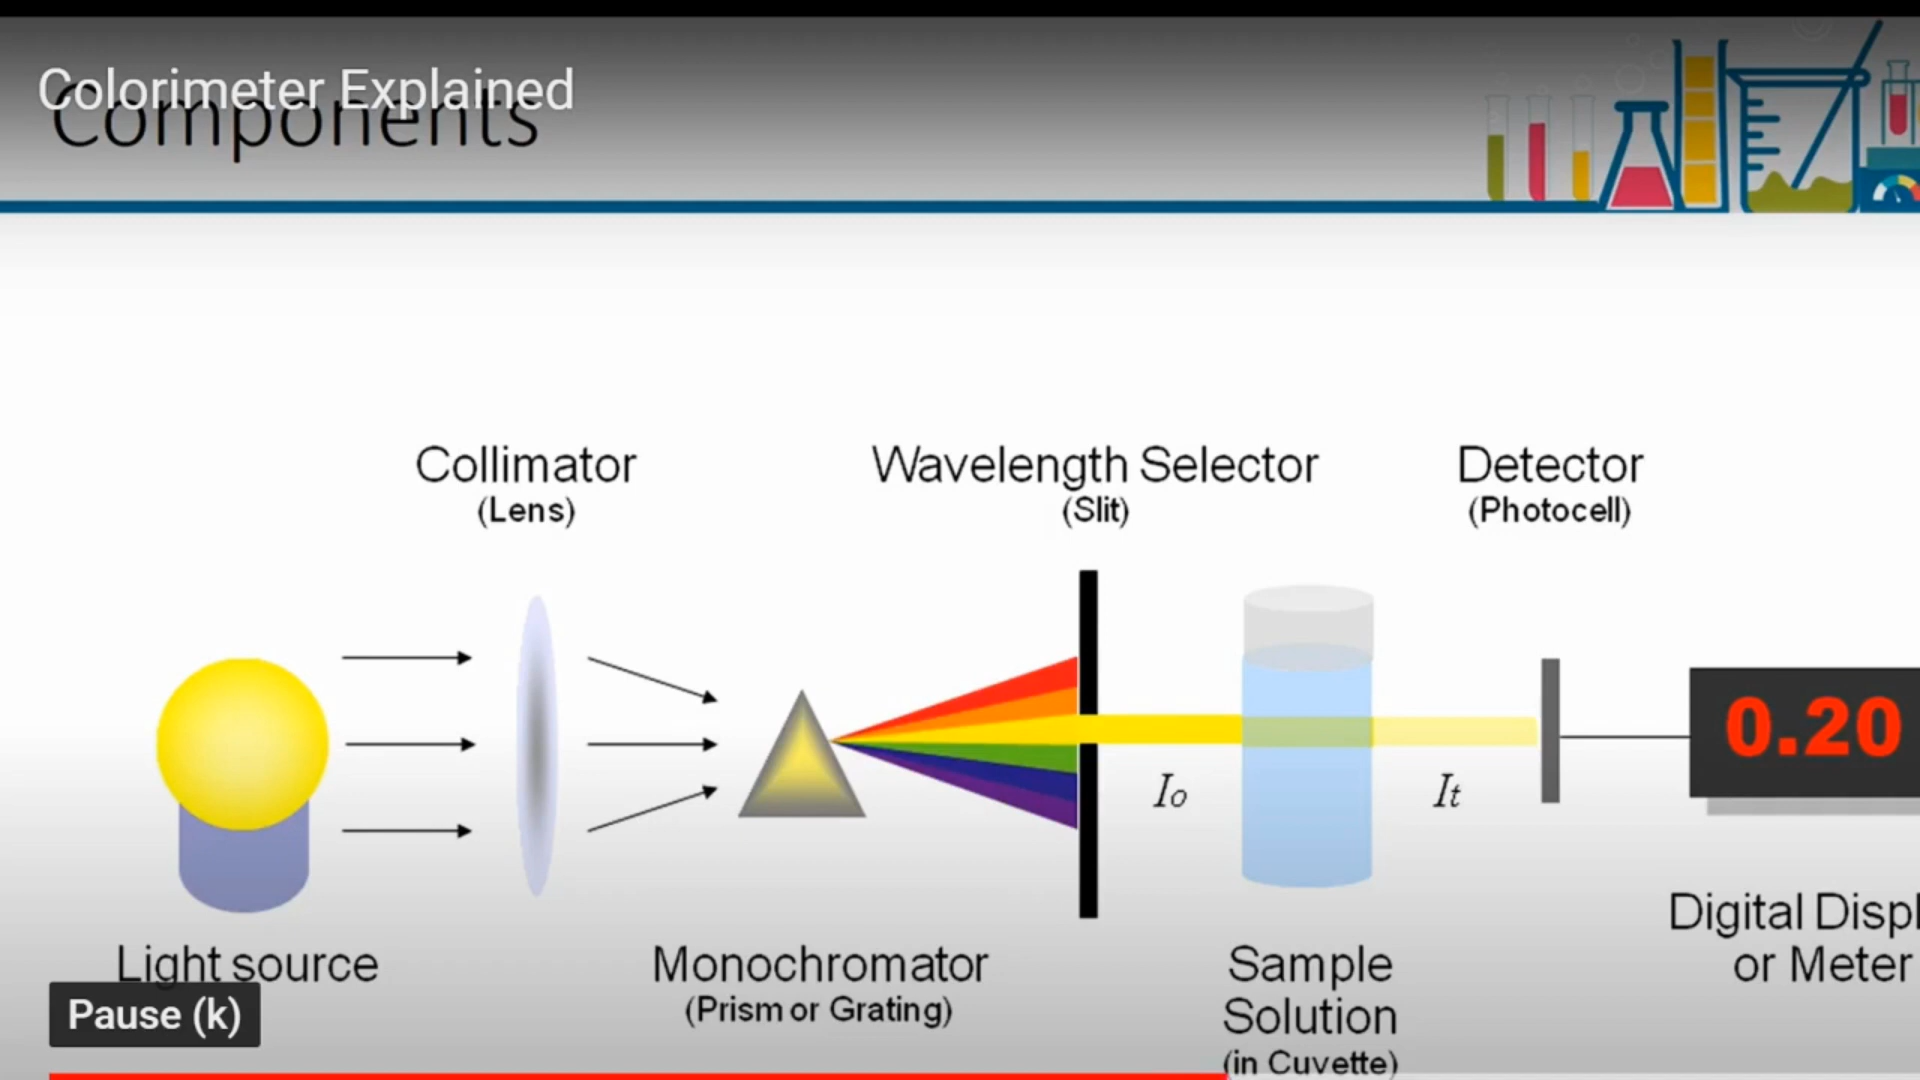 Colorimeter Explained
Components
Collimator
(Lens)
Wavelength Selector
(Slit)
Detector
(Photocell)
0.20
Io
It
Digital Displ
or Meter
Light source
Monochromator
(Prism or Grating)
Sample
Solution
(in Cuvette)
Pause (k)